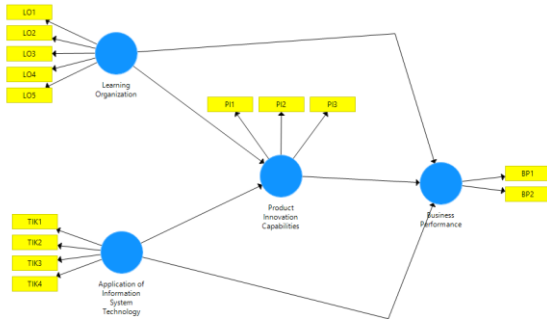 LO1
LO2
LO3
LO4
LO5
Learning
Organization
PI1
PI2
PI3
Product
Innovation
Capabilities
BP1
BP2
Business
Performance
TIK1
TIK2
TIK3
TIK4
Application of
Information
System
Technology